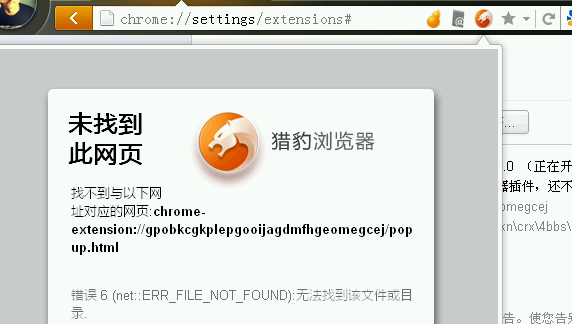 chrome://settings/extensions#
未找到
此网页
猎豹浏览器
找不到与以下网
址对应的网页:chrome-
extension://gpobkcgkplepgooijagdmfhgeomegcej/pop
up.html
错误 6 (net::ERR_FILE_NOT_FOUND):无法找到该文件或目
录.
...
.0 （正在开
器插件，还不
omegcej
kn\crx\4bbs\
告。使您告别